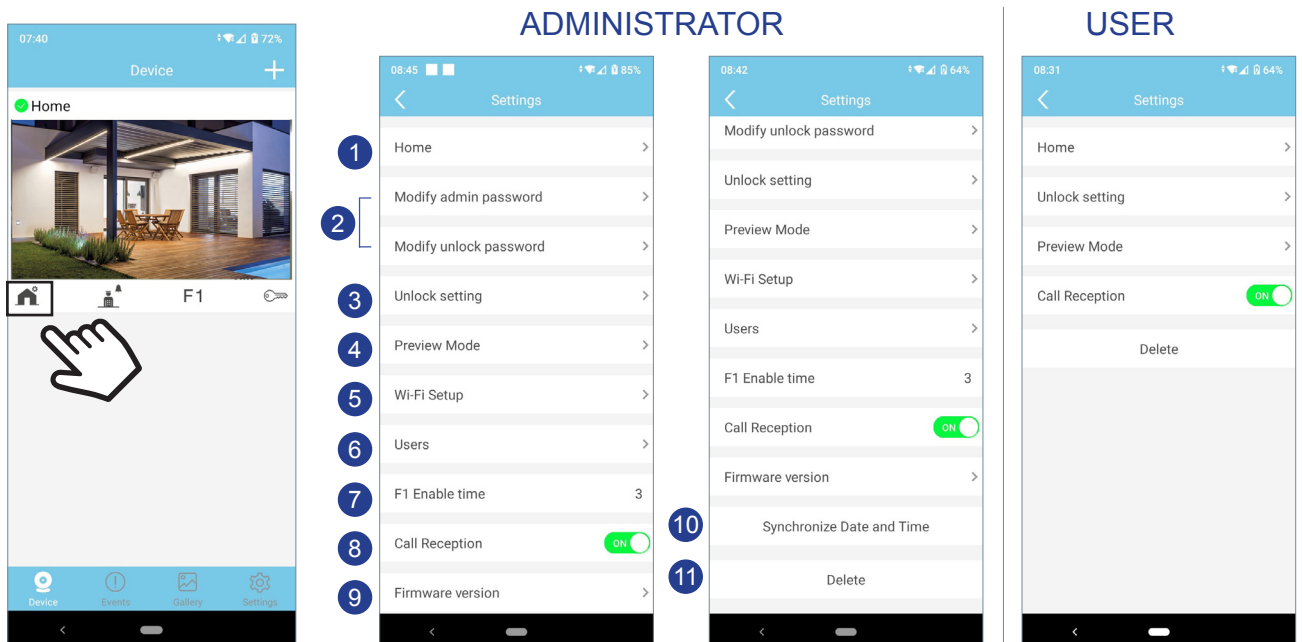 ADMINISTRATOR
USER
07:40
72%
Device
Home
F1
Device
Events
Gallery
Settings
08:45
85%
Settings
1
Home
2
Modify admin password
Modify unlock password
3
Unlock setting
4
Preview Mode
5
Wi-Fi Setup
6
Users
7
F1 Enable time 3
8
Call Reception ON
9
Firmware version
08:42
64%
Settings
Modify unlock password
Unlock setting
Preview Mode
Wi-Fi Setup
Users
F1 Enable time 3
Call Reception ON
Firmware version
10
Synchronize Date and Time
11
Delete
08:31
64%
Settings
Home
Unlock setting
Preview Mode
Call Reception ON
Delete